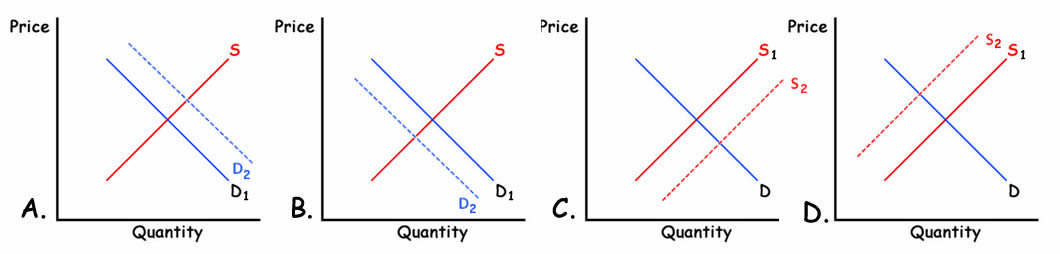 Price
S
D2
D1
A.
Quantity
Price
S
D1
D2
B.
Quantity
Price
S1
S2
D
C.
Quantity
Price
S2
S1
D
D.
Quantity